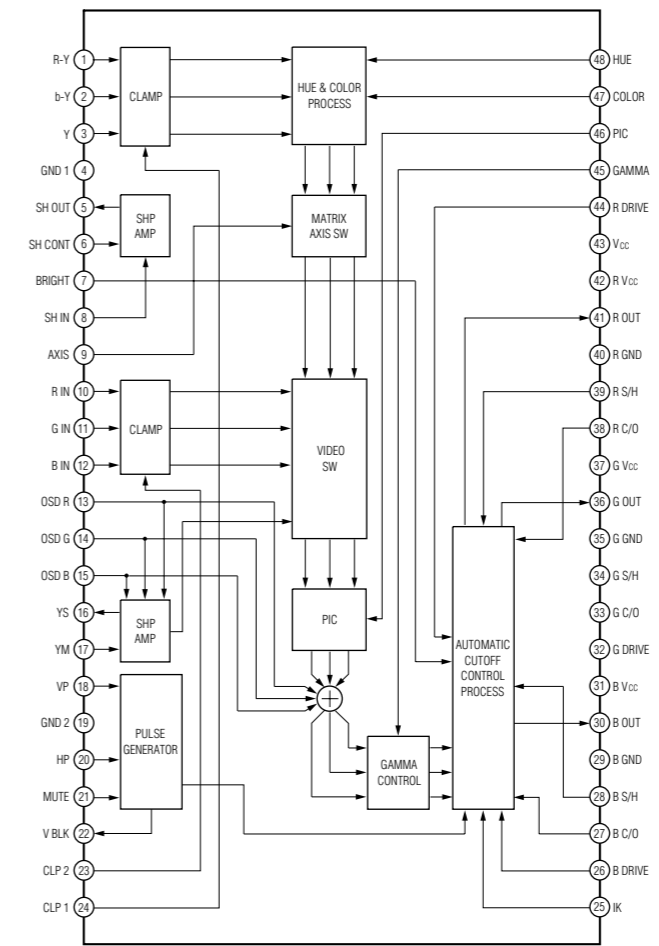 R-Y 1
b-Y 2
Y 3
GND 1 4
SH OUT 5
SH CONT 6
BRIGHT 7
SH IN 8
AXIS 9
R IN 10
G IN 11
B IN 12
OSD R 13
OSD G 14
OSD B 15
YS 16
YM 17
VP 18
GND 2 19
HP 20
MUTE 21
V BLK 22
CLP 2 23
CLP 1 24
CLAMP
SHP
AMP
CLAMP
SHP
AMP
PULSE
GENERATOR
HUE & COLOR
PROCESS
MATRIX
AXIS SW
VIDEO
SW
PIC
GAMMA
CONTROL
AUTOMATIC
CUTOFF
CONTROL
PROCESS
48 HUE
47 COLOR
46 PIC
45 GAMMA
44 R DRIVE
43 Vcc
42 R Vcc
41 R OUT
40 R GND
39 R S/H
38 R C/O
37 G Vcc
36 G OUT
35 G GND
34 G S/H
33 G C/O
32 G DRIVE
31 B Vcc
30 B OUT
29 B GND
28 B S/H
27 B C/O
26 B DRIVE
25 IK